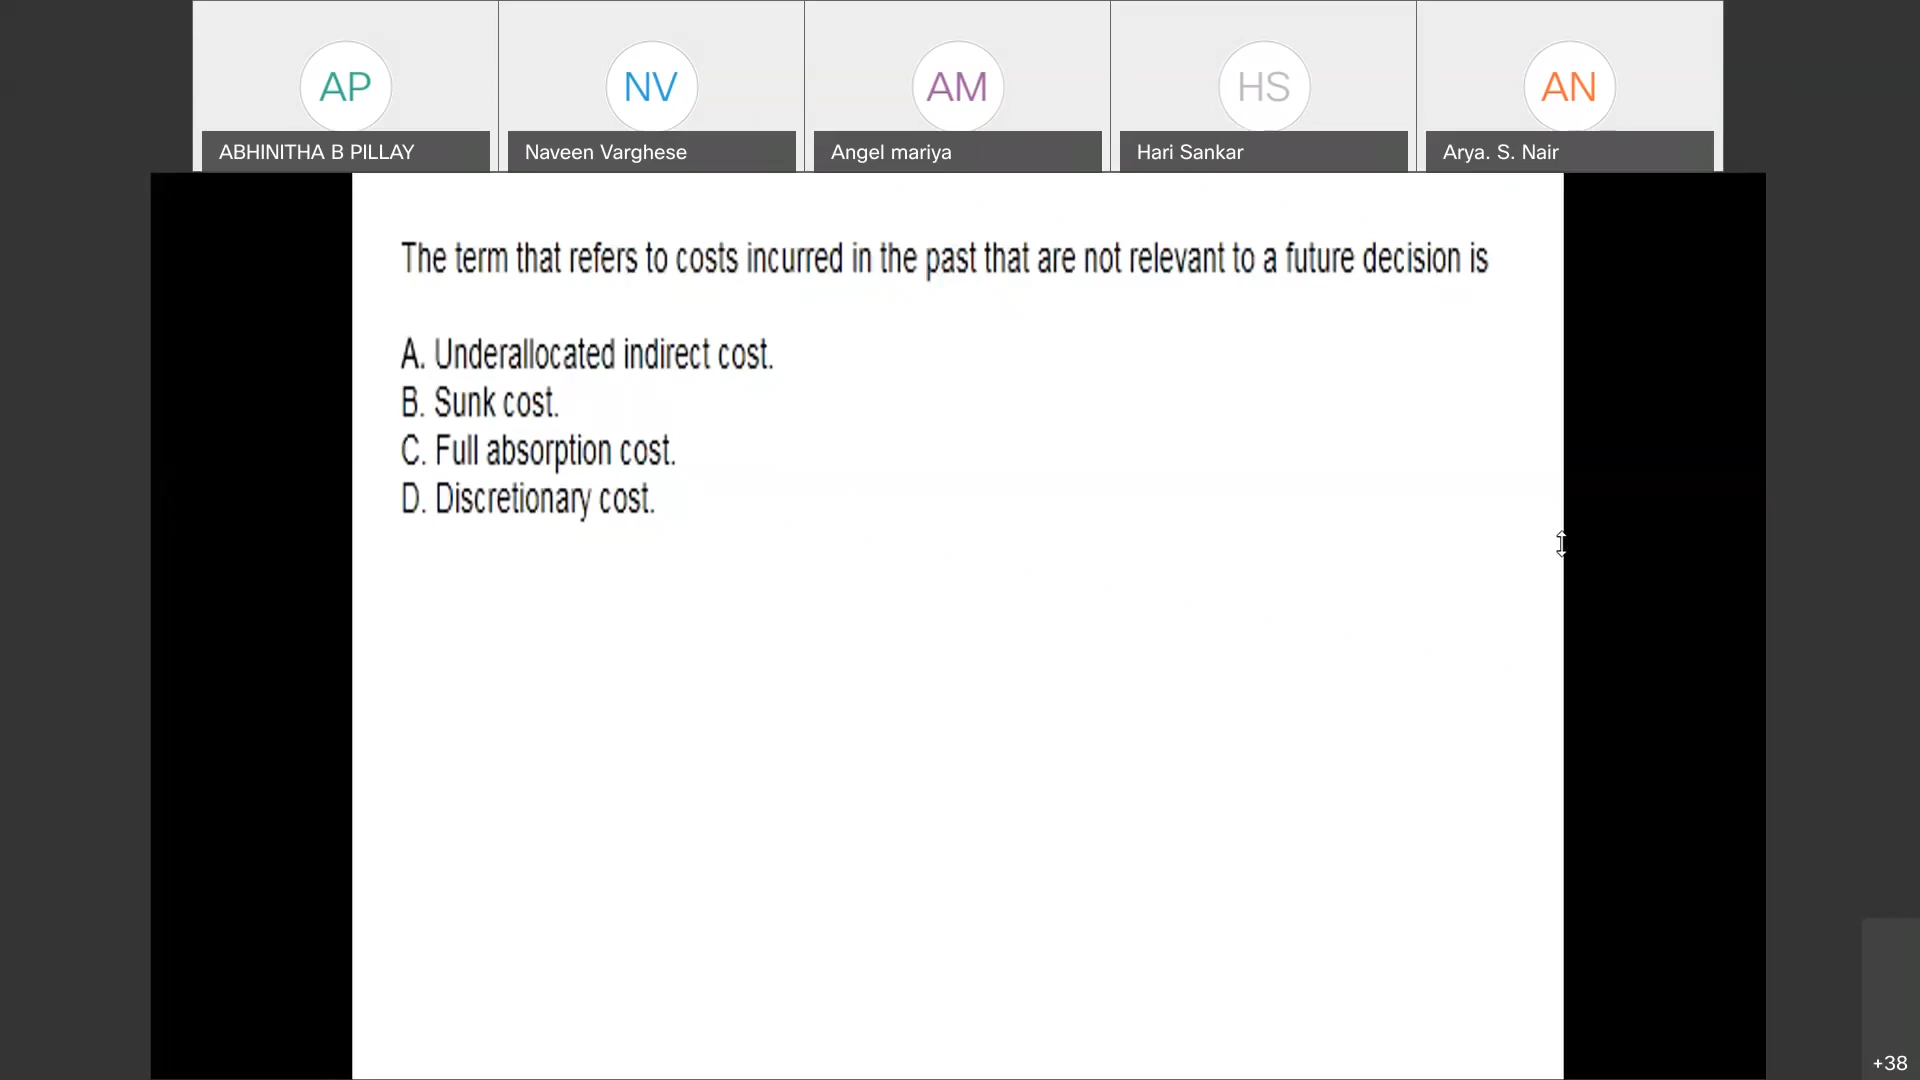 AP NV AM HS AN
ABHINITHA B PILLAY Naveen Varghese Angel mariya Hari Sankar Arya. S. Nair
The term that refers to costs incurred in the past that are not relevant to a future decision is
A. Underallocated indirect cost.
B. Sunk cost.
C. Full absorption cost.
D. Discretionary cost.
+38